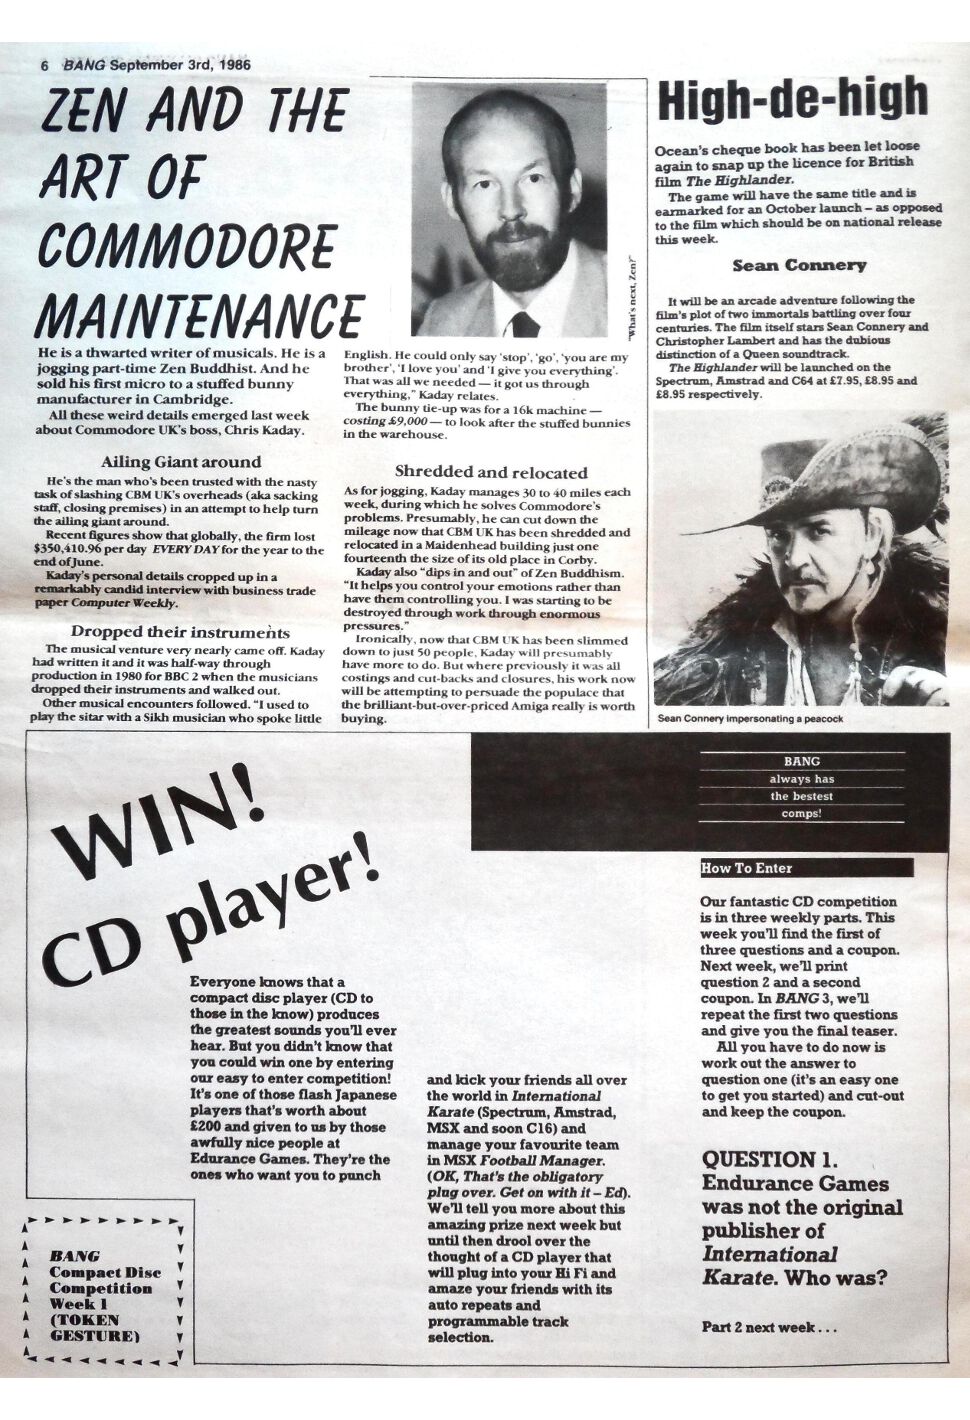 6 BANG September 3rd, 1986
ZEN AND THE
ART OF
COMMODORE
MAINTENANCE
"What's next, Zen?"
He is a thwarted writer of musicals. He is a
jogging part-time Zen Buddhist. And he
sold his first micro to a stuffed bunny
manufacturer in Cambridge.
All these weird details emerged last week
about Commodore UK's boss, Chris Kaday.
Ailing Giant around
He's the man who's been trusted with the nasty
task of slashing CBM UK's overheads (aka sacking
staff, closing premises) in an attempt to help turn
the ailing giant around.
Recent figures show that globally, the firm lost
$350,410.96 per day EVERY DAY for the year to the
end of June.
Kaday's personal details cropped up in a
remarkably candid interview with business trade
paper Computer Weekly.
Dropped their instruments
The musical venture very nearly came off. Kaday
had written it and it was half-way through
production in 1980 for BBC 2 when the musicians
dropped their instruments and walked out.
Other musical encounters followed. "I used to
play the sitar with a Sikh musician who spoke little
English. He could only say 'stop', 'go', 'you are my
brother', 'I love you' and 'I give you everything'.
That was all we needed — it got us through
everything," Kaday relates.
The bunny tie-up was for a 16k machine —
costing £9,000 — to look after the stuffed bunnies
in the warehouse.
Shredded and relocated
As for jogging, Kaday manages 30 to 40 miles each
week, during which he solves Commodore's
problems. Presumably, he can cut down the
mileage now that CBM UK has been shredded and
relocated in a Maidenhead building just one
fourteenth the size of its old place in Corby.
Kaday also "dips in and out" of Zen Buddhism.
"It helps you control your emotions rather than
have them controlling you. I was starting to be
destroyed through work through enormous
pressures."
Ironically, now that CBM UK has been slimmed
down to just 50 people, Kaday will presumably
have more to do. But where previously it was all
costings and cut-backs and closures, his work now
will be attempting to persuade the populace that
the brilliant-but-over-priced Amiga really is worth
buying.
High-de-high
Ocean's cheque book has been let loose
again to snap up the licence for British
film The Highlander.
The game will have the same title and is
earmarked for an October launch – as opposed
to the film which should be on national release
this week.
Sean Connery
It will be an arcade adventure following the
film's plot of two immortals battling over four
centuries. The film itself stars Sean Connery and
Christopher Lambert and has the dubious
distinction of a Queen soundtrack.
The Highlander will be launched on the
Spectrum, Amstrad and C64 at £7.95, £8.95 and
£8.95 respectively.
Sean Connery impersonating a peacock
WIN!
CD player!
Everyone knows that a
compact disc player (CD to
those in the know) produces
the greatest sounds you'll ever
hear. But you didn't know that
you could win one by entering
our easy to enter competition!
It's one of those flash Japanese
players that's worth about
£200 and given to us by those
awfully nice people at
Edurance Games. They're the
ones who want you to punch
and kick your friends all over
the world in International
Karate (Spectrum, Amstrad,
MSX and soon C16) and
manage your favourite team
in MSX Football Manager.
(OK, That's the obligatory
plug over. Get on with it – Ed).
We'll tell you more about this
amazing prize next week but
until then drool over the
thought of a CD player that
will plug into your Hi Fi and
amaze your friends with its
auto repeats and
programmable track
selection.
BANG
always has
the bestest
comps!
How To Enter
Our fantastic CD competition
is in three weekly parts. This
week you'll find the first of
three questions and a coupon.
Next week, we'll print
question 2 and a second
coupon. In BANG 3, we'll
repeat the first two questions
and give you the final teaser.
All you have to do now is
work out the answer to
question one (it's an easy one
to get you started) and cut-out
and keep the coupon.
QUESTION 1.
Endurance Games
was not the original
publisher of
International
Karate. Who was?
Part 2 next week . . .
BANG
Compact Disc
Competition
Week 1
(TOKEN
GESTURE)